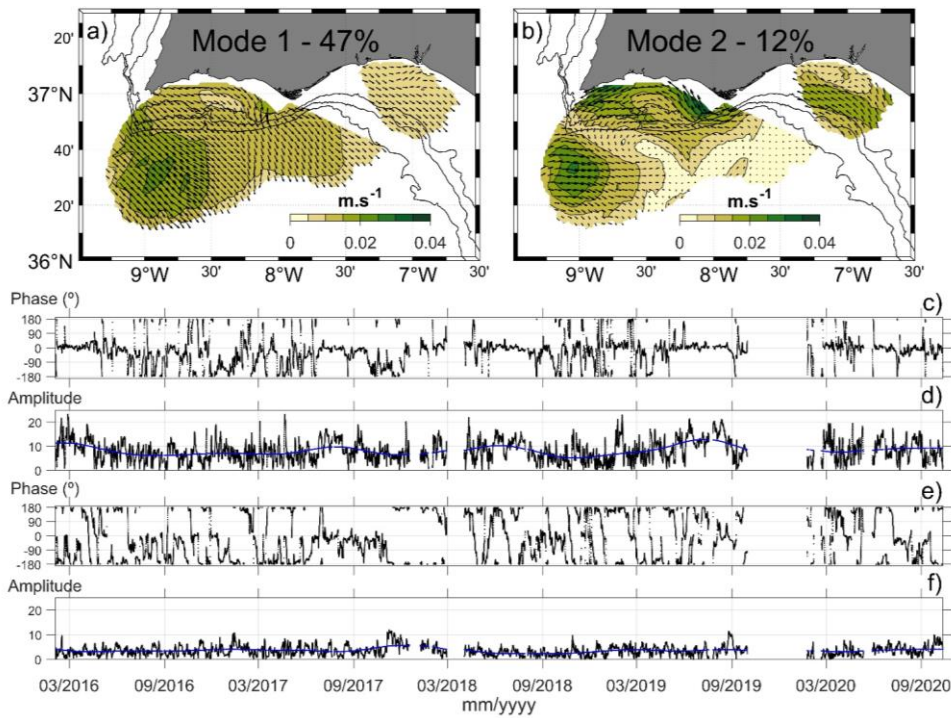 a) Mode 1 - 47%
b) Mode 2 - 12%
20'
37°N
40'
20'
36°N
m.s⁻¹
0 0.02 0.04
m.s⁻¹
0 0.02 0.04
9°W 30' 8°W 30' 7°W 30'
9°W 30' 8°W 30' 7°W 30'
Phase (º) c)
180
90
0
-90
-180
Amplitude d)
20
10
0
Phase (º) e)
180
90
0
-90
-180
Amplitude f)
20
10
0
03/2016 09/2016 03/2017 09/2017 03/2018 09/2018 03/2019 09/2019 03/2020 09/2020
mm/yyyy